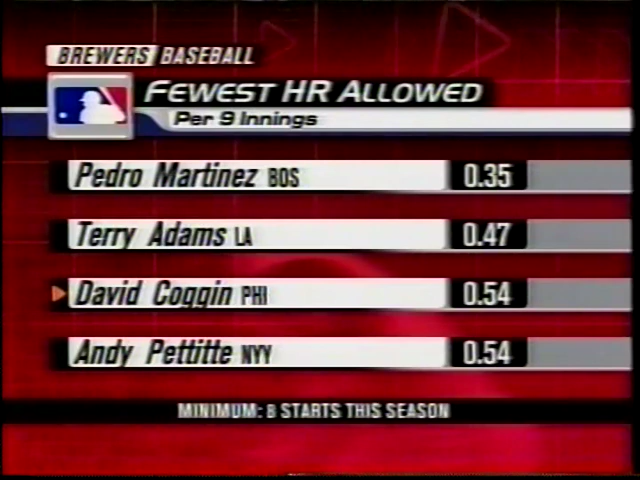 BREWERS BASEBALL
FEWEST HR ALLOWED
Per 9 Innings
Pedro Martinez BOS 0.35
Terry Adams LA 0.47
David Coggin PHI 0.54
Andy Pettitte NYY 0.54
MINIMUM: 8 STARTS THIS SEASON